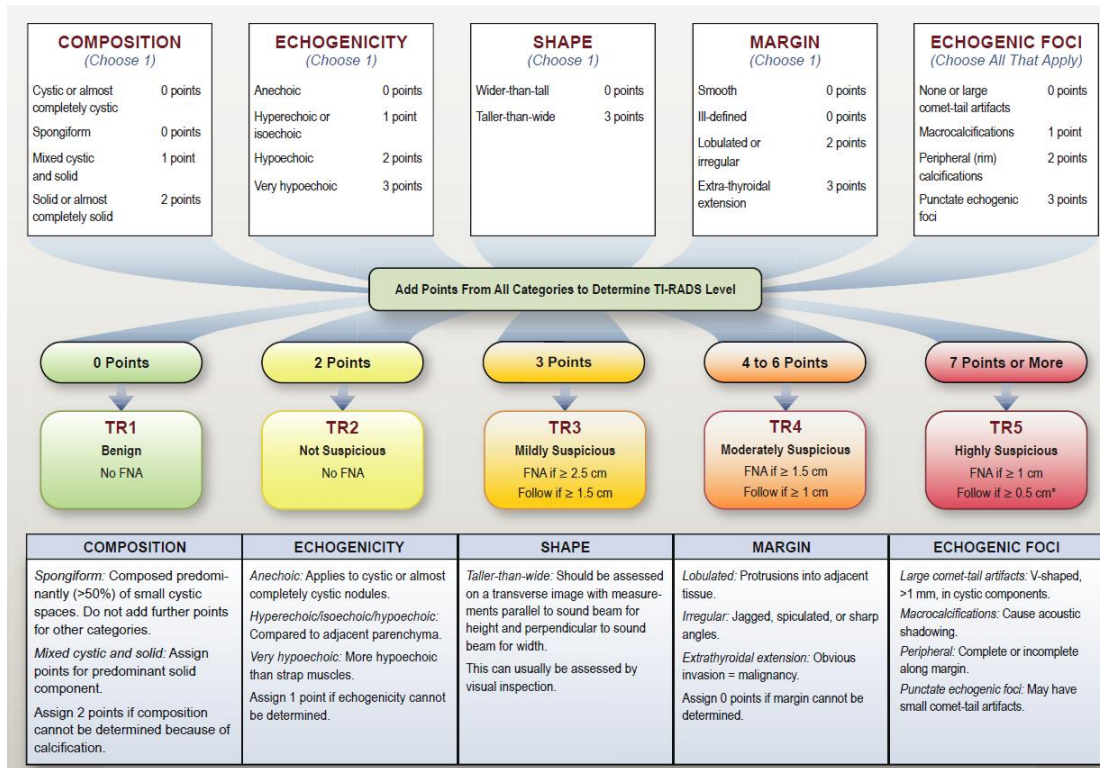 COMPOSITION
(Choose 1)
Cystic or almost completely cystic 0 points
Spongiform 0 points
Mixed cystic and solid 1 point
Solid or almost completely solid 2 points
ECHOGENICITY
(Choose 1)
Anechoic 0 points
Hyperechoic or isoechoic 1 point
Hypoechoic 2 points
Very hypoechoic 3 points
SHAPE
(Choose 1)
Wider-than-tall 0 points
Taller-than-wide 3 points
MARGIN
(Choose 1)
Smooth 0 points
Ill-defined 0 points
Lobulated or irregular 2 points
Extra-thyroidal extension 3 points
ECHOGENIC FOCI
(Choose All That Apply)
None or large comet-tail artifacts 0 points
Macrocalcifications 1 point
Peripheral (rim) calcifications 2 points
Punctate echogenic foci 3 points
Add Points From All Categories to Determine TI-RADS Level
0 Points
TR1
Benign
No FNA
2 Points
TR2
Not Suspicious
No FNA
3 Points
TR3
Mildly Suspicious
FNA if ≥ 2.5 cm
Follow if ≥ 1.5 cm
4 to 6 Points
TR4
Moderately Suspicious
FNA if ≥ 1.5 cm
Follow if ≥ 1 cm
7 Points or More
TR5
Highly Suspicious
FNA if ≥ 1 cm
Follow if ≥ 0.5 cm*
COMPOSITION
Spongiform: Composed predomi-
nantly (>50%) of small cystic
spaces. Do not add further points
for other categories.
Mixed cystic and solid: Assign
points for predominant solid
component.
Assign 2 points if composition
cannot be determined because of
calcification.
ECHOGENICITY
Anechoic: Applies to cystic or almost
completely cystic nodules.
Hyperechoic/isoechoic/hypoechoic:
Compared to adjacent parenchyma.
Very hypoechoic: More hypoechoic
than strap muscles.
Assign 1 point if echogenicity cannot
be determined.
SHAPE
Taller-than-wide: Should be assessed
on a transverse image with measure-
ments parallel to sound beam for
height and perpendicular to sound
beam for width.
This can usually be assessed by
visual inspection.
MARGIN
Lobulated: Protrusions into adjacent
tissue.
Irregular: Jagged, spiculated, or sharp
angles.
Extrathyroidal extension: Obvious
invasion = malignancy.
Assign 0 points if margin cannot be
determined.
ECHOGENIC FOCI
Large comet-tail artifacts: V-shaped,
>1 mm, in cystic components.
Macrocalcifications: Cause acoustic
shadowing.
Peripheral: Complete or incomplete
along margin.
Punctate echogenic foci: May have
small comet-tail artifacts.